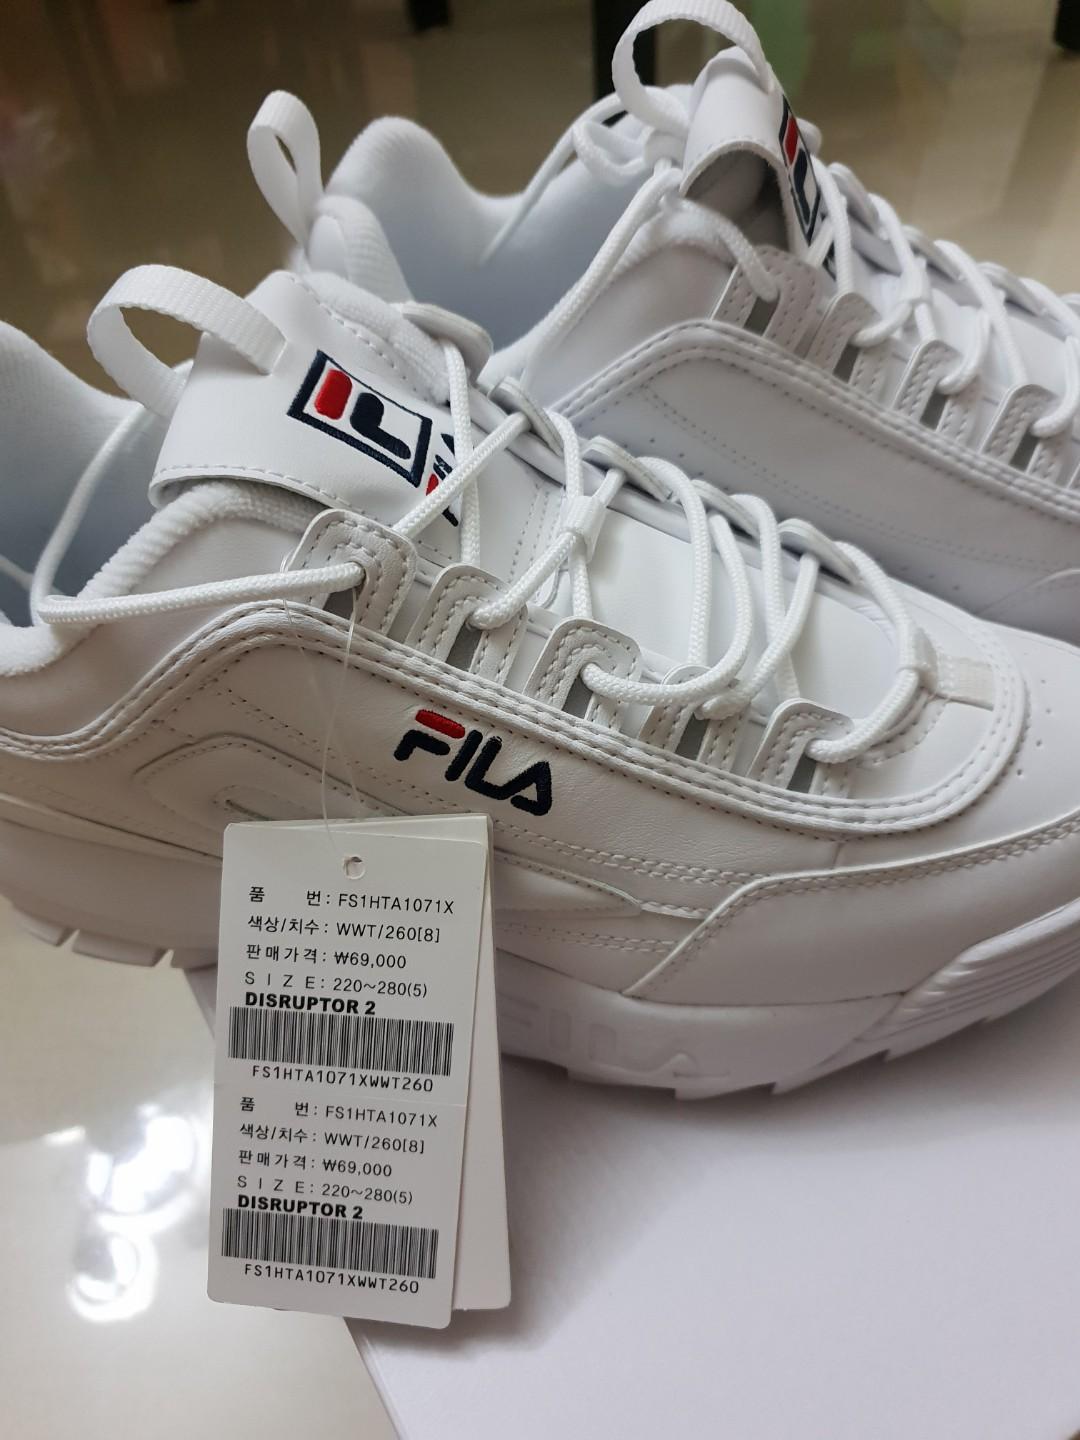 FILA
품 번: FS1HTA1071X
색상/치수: WWT/260[8]
판매가격: ₩69,000
SIZE: 220~280(5)
DISRUPTOR 2
FS1HTA1071XWWT260
품 번: FS1HTA1071X
색상/치수: WWT/260[8]
판매가격: ₩69,000
SIZE: 220~280(5)
DISRUPTOR 2
FS1HTA1071XWWT260
FILA